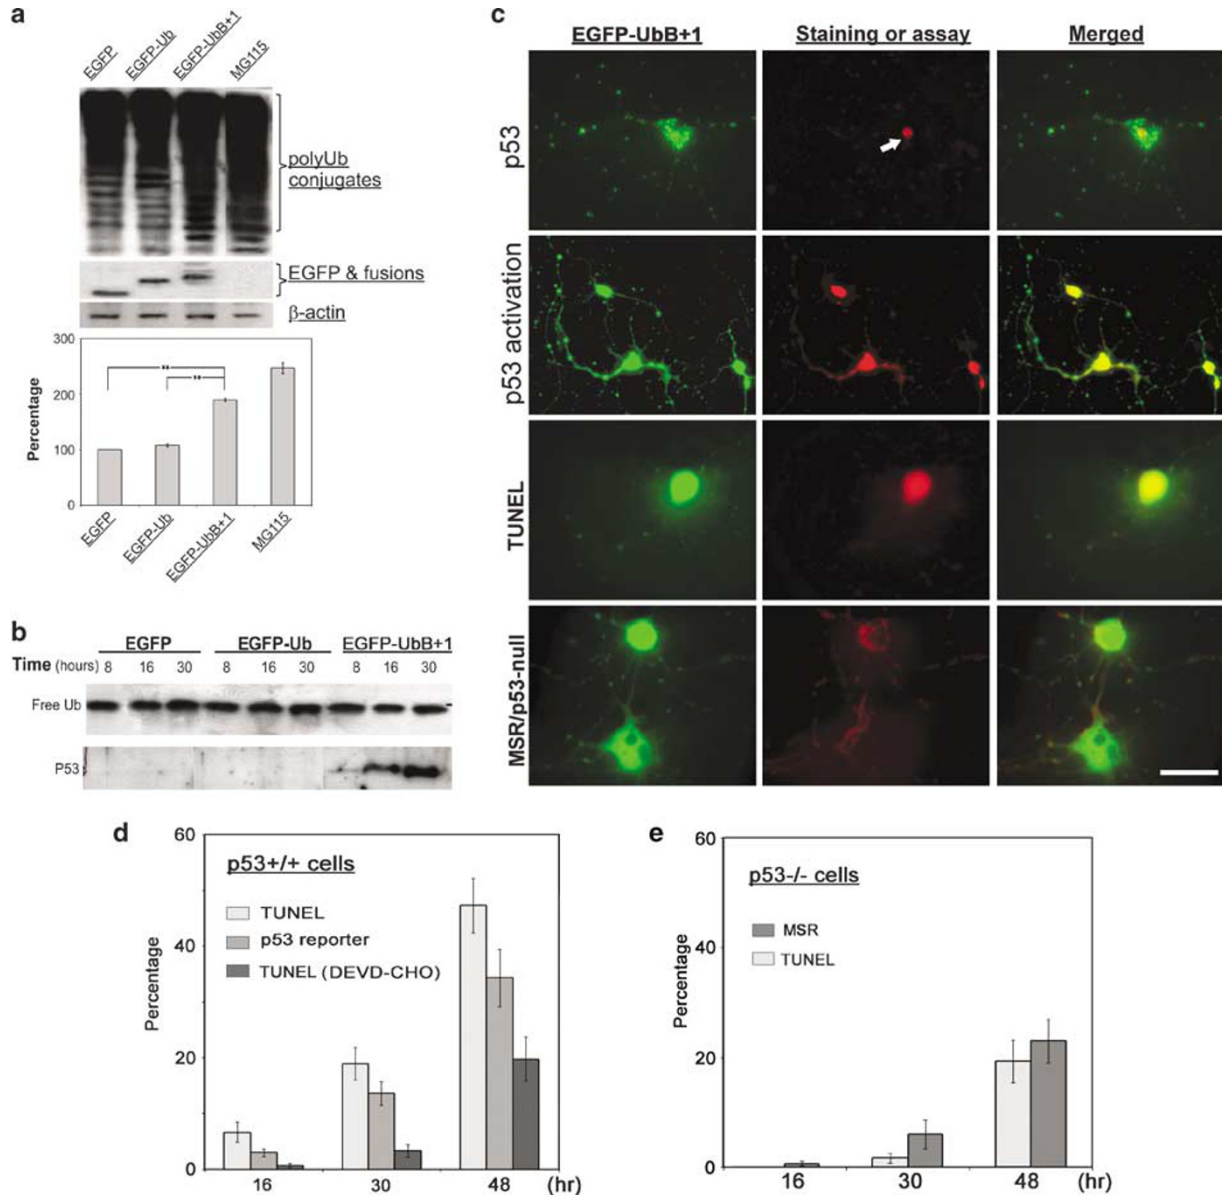 a
EGFP
EGFP-Ub
EGFP-UbB+1
MG115
polyUb
conjugates
EGFP & fusions
β-actin
300
200
100
0
Percentage
**
**
EGFP
EGFP-Ub
EGFP-UbB+1
MG115
b
EGFP EGFP-Ub EGFP-UbB+1
Time (hours) 8 16 30 8 16 30 8 16 30
Free Ub
P53
c
EGFP-UbB+1 Staining or assay Merged
p53
p53 activation
TUNEL
MSR/p53-null
d
60
40
20
0
Percentage
p53+/+ cells
TUNEL
p53 reporter
TUNEL (DEVD-CHO)
16 30 48 (hr)
e
60
40
20
0
Percentage
p53-/- cells
MSR
TUNEL
16 30 48 (hr)